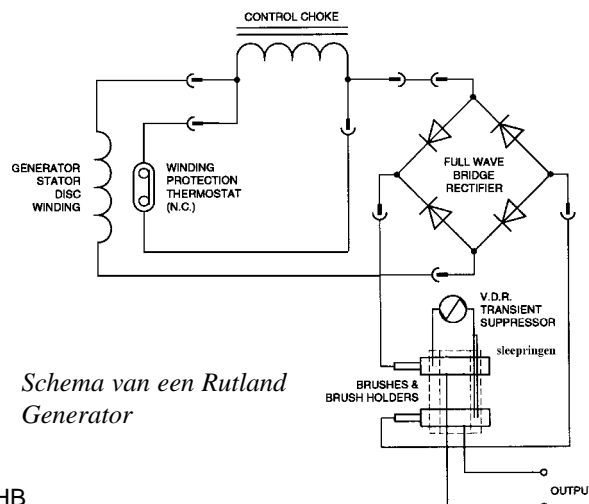 CONTROL CHOKE
GENERATOR
STATOR
DISC
WINDING
WINDING
PROTECTION
THERMOSTAT
(N.C.)
FULL WAVE
BRIDGE
RECTIFIER
V.D.R.
TRANSIENT
SUPPRESSOR
sleepringen
BRUSHES &
BRUSH HOLDERS
Schema van een Rutland
Generator
OUTPU
HB